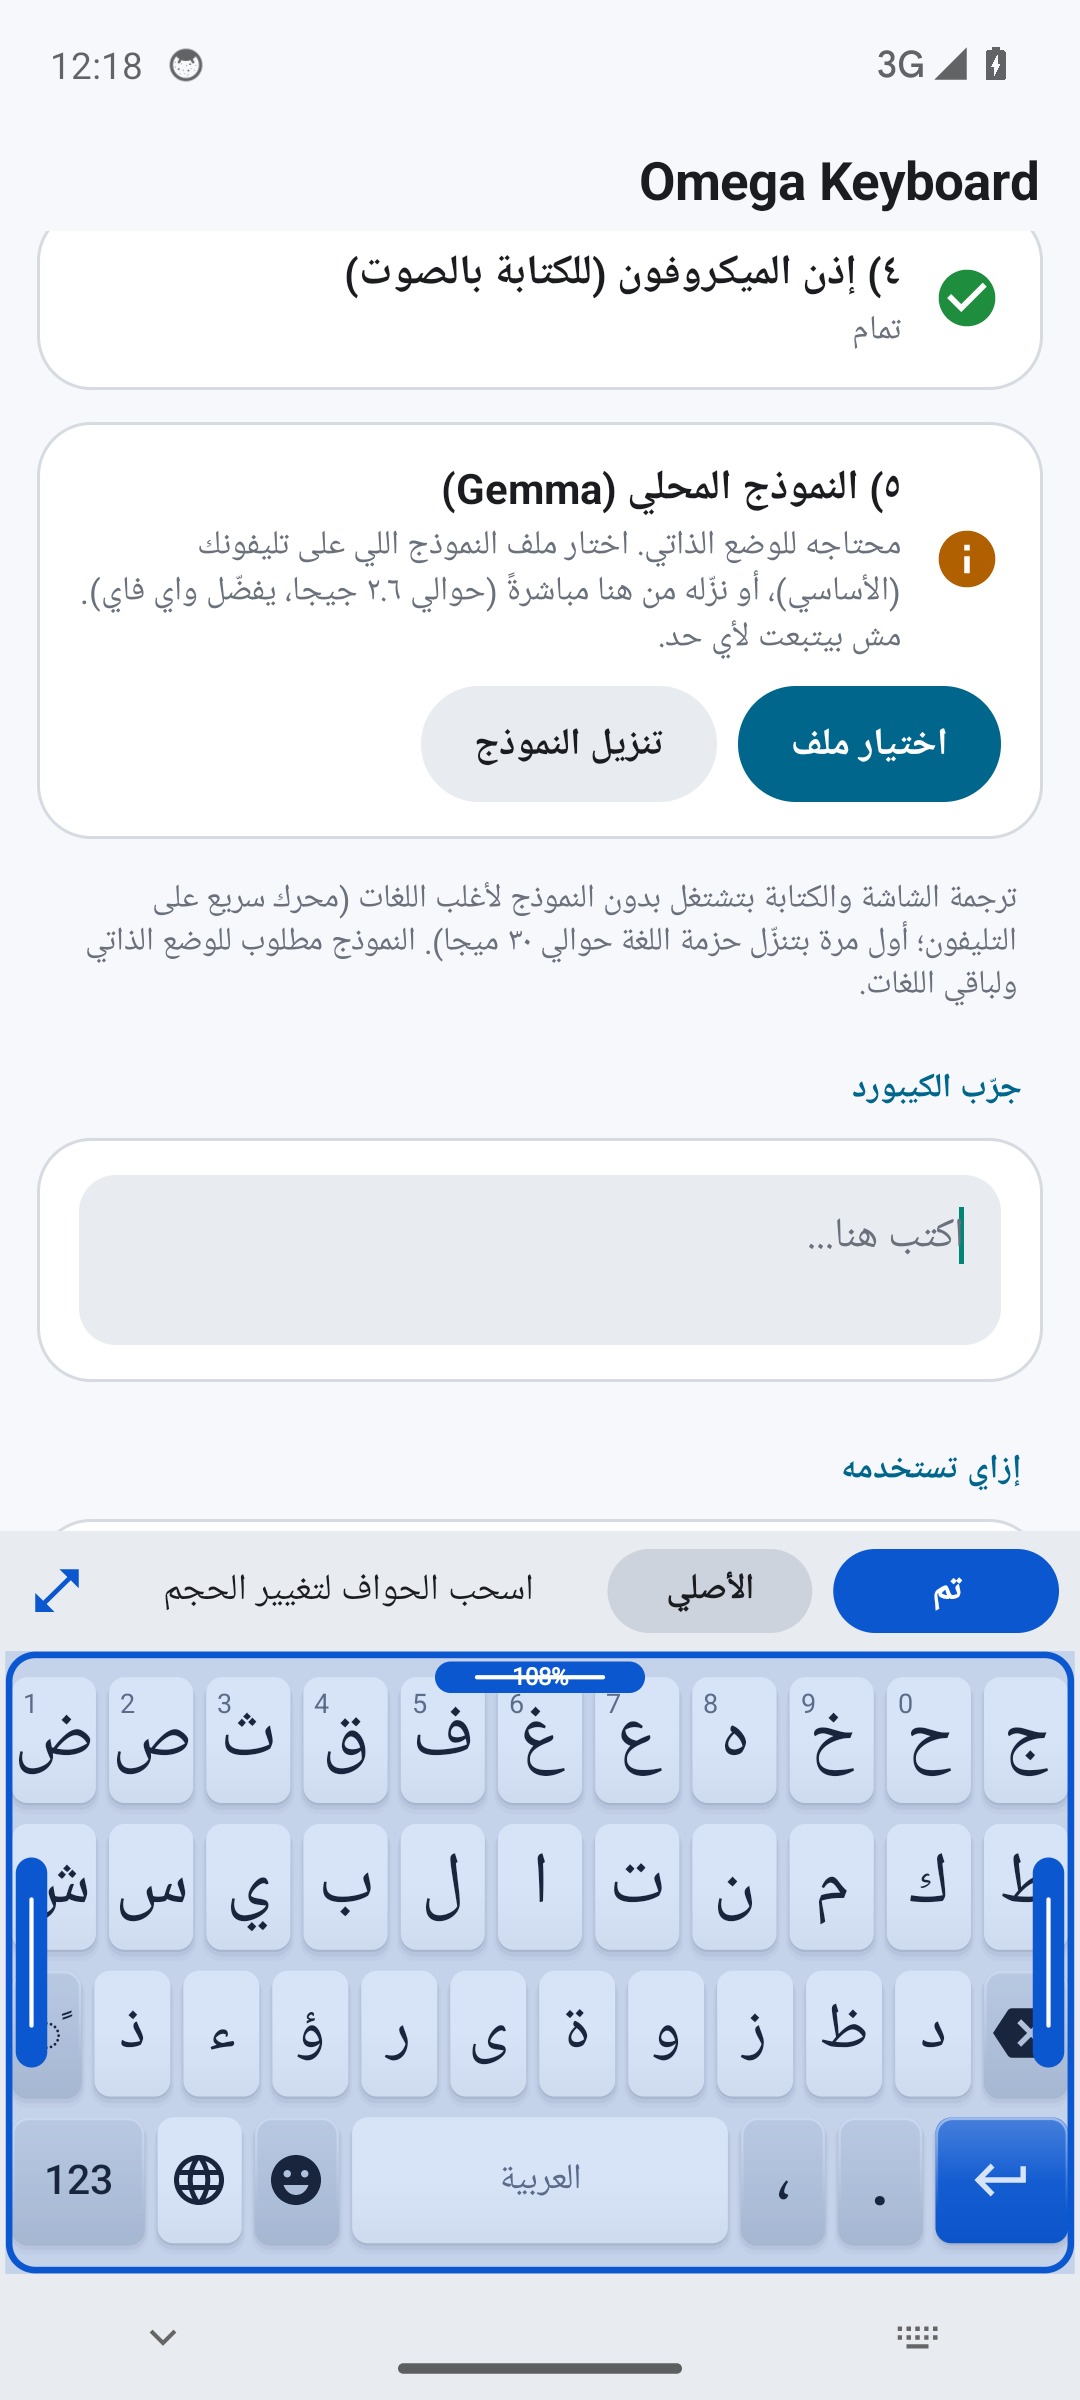 12:18
3G
Omega Keyboard
٤) إذن الميكروفون (للكتابة بالصوت)
تمام
٥) النموذج المحلي (Gemma)
محتاجه للوضع الذاتي. اختار ملف النموذج اللي على تليفونك
(الأساسي)، أو نزّله من هنا مباشرةً (حوالي ٢.٦ جيجا، يفضّل واي فاي).
مش بيتبعت لأي حد.
اختيار ملف
تنزيل النموذج
ترجمة الشاشة والكتابة بتشتغل بدون النموذج لأغلب اللغات (محرك سريع على
التليفون؛ أول مرة بتنزّل حزمة اللغة حوالي ٣٠ ميجا). النموذج مطلوب للوضع الذاتي
ولباقي اللغات.
جرّب الكيبورد
اكتب هنا...
إزاي تستخدمه
تم
الأصلي
اسحب الحواف لتغيير الحجم
108%
1 2 3 4 5 6 7 8 9 0
ض ص ث ق ف غ ع ه خ ح ج
ش س ي ب ل ا ت ن م ك ط
ذ ء ؤ ر ى ة و ز ظ د
123 العربية ، .